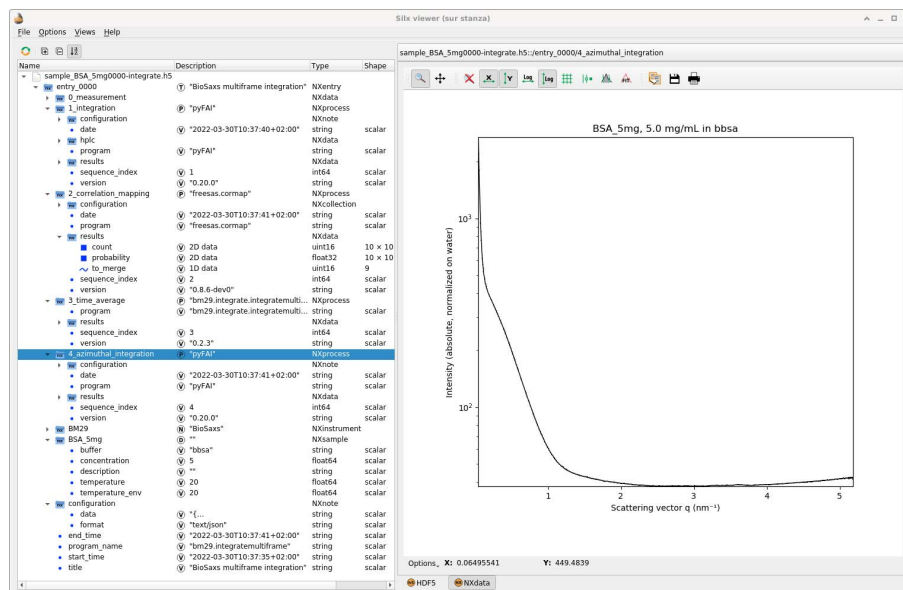 Silx viewer (sur stanza)
File Options Views Help
sample_BSA_5mg0000-integrate.h5::/entry_0000/4_azimuthal_integration
Name Description Type Shape
sample_BSA_5mg0000-integrate.h5
entry_0000 "BioSaxs multiframe integration" NXentry
0_measurement NXdata
1_integration "pyFAI" NXprocess
configuration NXnote
date "2022-03-30T10:37:40+02:00" string scalar
hplc NXdata
program "pyFAI" string scalar
results NXdata
sequence_index 1 int64 scalar
version "0.20.0" string scalar
2_correlation_mapping "freesas.cormap" NXprocess
configuration NXcollection
date "2022-03-30T10:37:41+02:00" string scalar
program "freesas.cormap" string scalar
results NXdata
count 2D data uint16 10 × 10
probability 2D data float32 10 × 10
to_merge 1D data uint16 9
sequence_index 2 int64 scalar
version "0.8.6-dev0" string scalar
3_time_average "bm29.integrate.integratemulti... NXprocess
program "bm29.integrate.integratemulti... string scalar
results NXdata
sequence_index 3 int64 scalar
version "0.2.3" string scalar
4_azimuthal_integration "pyFAI" NXprocess
configuration NXnote
date "2022-03-30T10:37:41+02:00" string scalar
program "pyFAI" string scalar
results NXdata
sequence_index 4 int64 scalar
version "0.20.0" string scalar
BM29 "BioSaxs" NXinstrument
BSA_5mg "" NXsample
buffer "bbsa" string scalar
concentration 5 float64 scalar
description "" string scalar
temperature 20 float64 scalar
temperature_env 20 float64 scalar
configuration NXnote
data "{... string scalar
format "text/json" string scalar
end_time "2022-03-30T10:37:41+02:00" string scalar
program_name "bm29.integratemultiframe" string scalar
start_time "2022-03-30T10:37:35+02:00" string scalar
title "BioSaxs multiframe integration" string scalar
BSA_5mg, 5.0 mg/mL in bbsa
Intensity (absolute, normalized on water)
10³
10²
1 2 3 4 5
Scattering vector q (nm⁻¹)
Options X: 0.06495541 Y: 449.4839
HDF5 NXdata